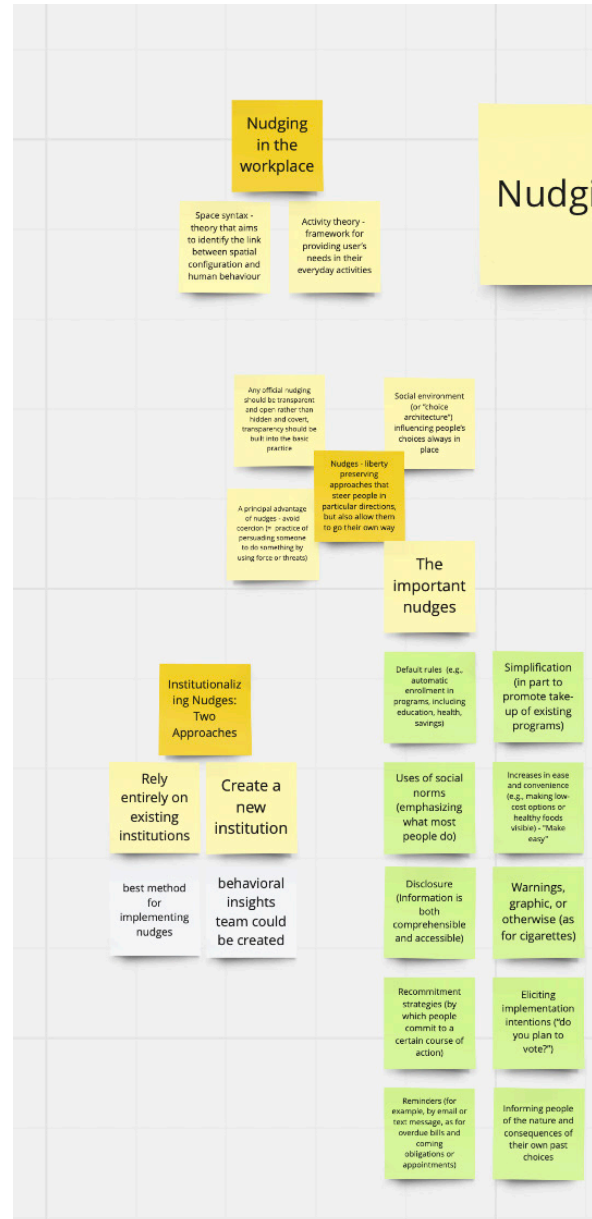 Nudging
in the
workplace
Nudgi
Space syntax -
theory that aims
to identify the link
between spatial
configuration and
human behaviour
Activity theory -
framework for
providing user's
needs in their
everyday activities
Any official nudging
should be transparent
and open rather than
hidden and covert,
transparency should be
built into the basic
practice
Social environment
(or "choice
architecture")
influencing people's
choices always in
place
Nudges - liberty
preserving
approaches that
steer people in
particular directions,
but also allow them
to go their own way
A principal advantage
of nudges - avoid
coercion (= practice of
persuading someone
to do something by
using force or threats)
The
important
nudges
Institutionaliz
ing Nudges:
Two
Approaches
Rely
entirely on
existing
institutions
Create a
new
institution
best method
for
implementing
nudges
behavioral
insights
team could
be created
Default rules (e.g.,
automatic
enrollment in
programs, including
education, health,
savings)
Simplification
(in part to
promote take-
up of existing
programs)
Uses of social
norms
(emphasizing
what most
people do)
Increases in ease
and convenience
(e.g., making low-
cost options or
healthy foods
visible) - "Make
easy"
Disclosure
(Information is
both
comprehensible
and accessible)
Warnings,
graphic, or
otherwise (as
for cigarettes)
Recommitment
strategies (by
which people
commit to a
certain course of
action)
Eliciting
implementation
intentions ("do
you plan to
vote?")
Reminders (for
example, by email or
text message, as for
overdue bills and
coming
obligations or
appointments)
Informing people
of the nature and
consequences of
their own past
choices